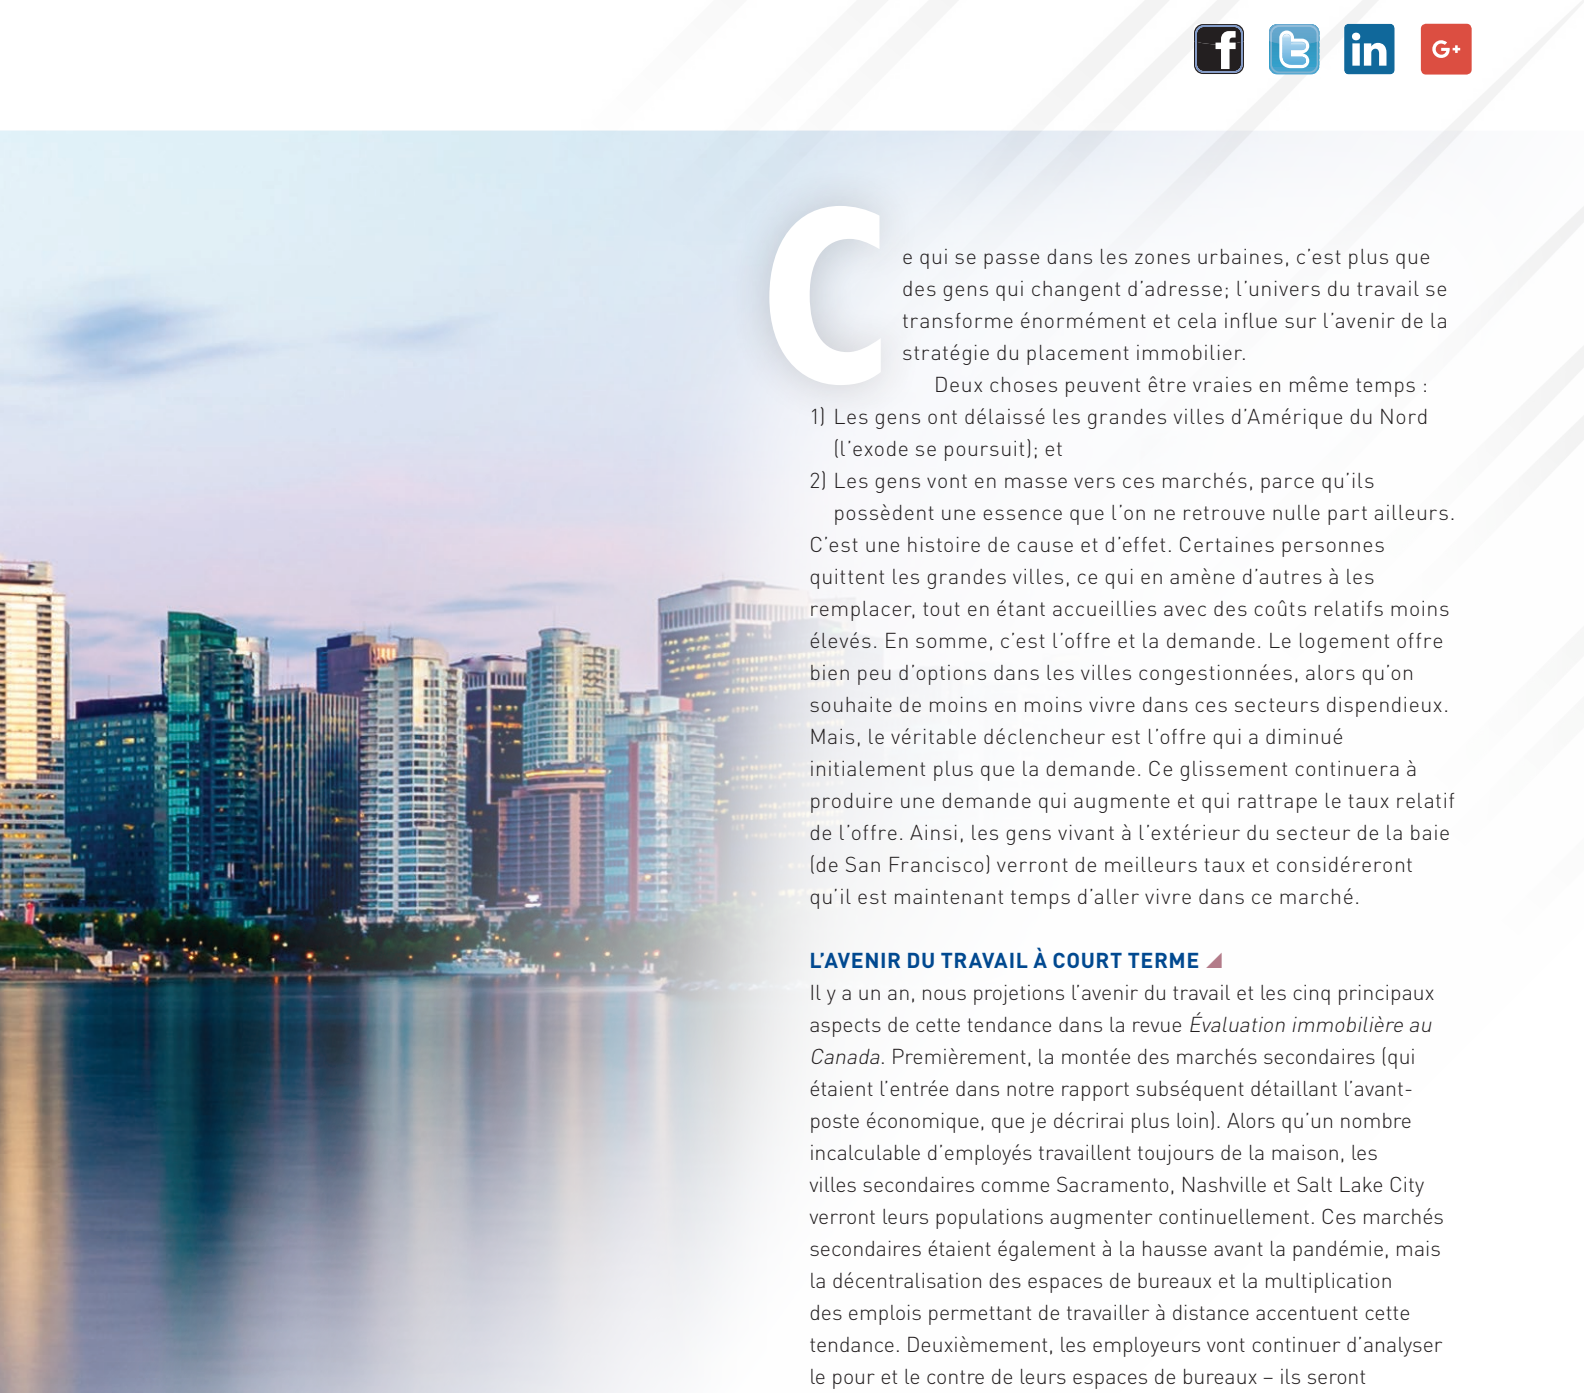 Ce qui se passe dans les zones urbaines, c’est plus que
des gens qui changent d’adresse; l’univers du travail se
transforme énormément et cela influe sur l’avenir de la
stratégie du placement immobilier.
Deux choses peuvent être vraies en même temps :
1) Les gens ont délaissé les grandes villes d’Amérique du Nord
(l’exode se poursuit); et
2) Les gens vont en masse vers ces marchés, parce qu’ils
possèdent une essence que l’on ne retrouve nulle part ailleurs.
C’est une histoire de cause et d’effet. Certaines personnes
quittent les grandes villes, ce qui en amène d’autres à les
remplacer, tout en étant accueillies avec des coûts relatifs moins
élevés. En somme, c’est l’offre et la demande. Le logement offre
bien peu d’options dans les villes congestionnées, alors qu’on
souhaite de moins en moins vivre dans ces secteurs dispendieux.
Mais, le véritable déclencheur est l’offre qui a diminué
initialement plus que la demande. Ce glissement continuera à
produire une demande qui augmente et qui rattrape le taux relatif
de l’offre. Ainsi, les gens vivant à l’extérieur du secteur de la baie
(de San Francisco) verront de meilleurs taux et considéreront
qu’il est maintenant temps d’aller vivre dans ce marché.
L’AVENIR DU TRAVAIL À COURT TERME
Il y a un an, nous projetions l’avenir du travail et les cinq principaux
aspects de cette tendance dans la revue Évaluation immobilière au
Canada. Premièrement, la montée des marchés secondaires (qui
étaient l’entrée dans notre rapport subséquent détaillant l’avant-
poste économique, que je décrirai plus loin). Alors qu’un nombre
incalculable d’employés travaillent toujours de la maison, les
villes secondaires comme Sacramento, Nashville et Salt Lake City
verront leurs populations augmenter continuellement. Ces marchés
secondaires étaient également à la hausse avant la pandémie, mais
la décentralisation des espaces de bureaux et la multiplication
des emplois permettant de travailler à distance accentuent cette
tendance. Deuxièmement, les employeurs vont continuer d’analyser
le pour et le contre de leurs espaces de bureaux – ils seront